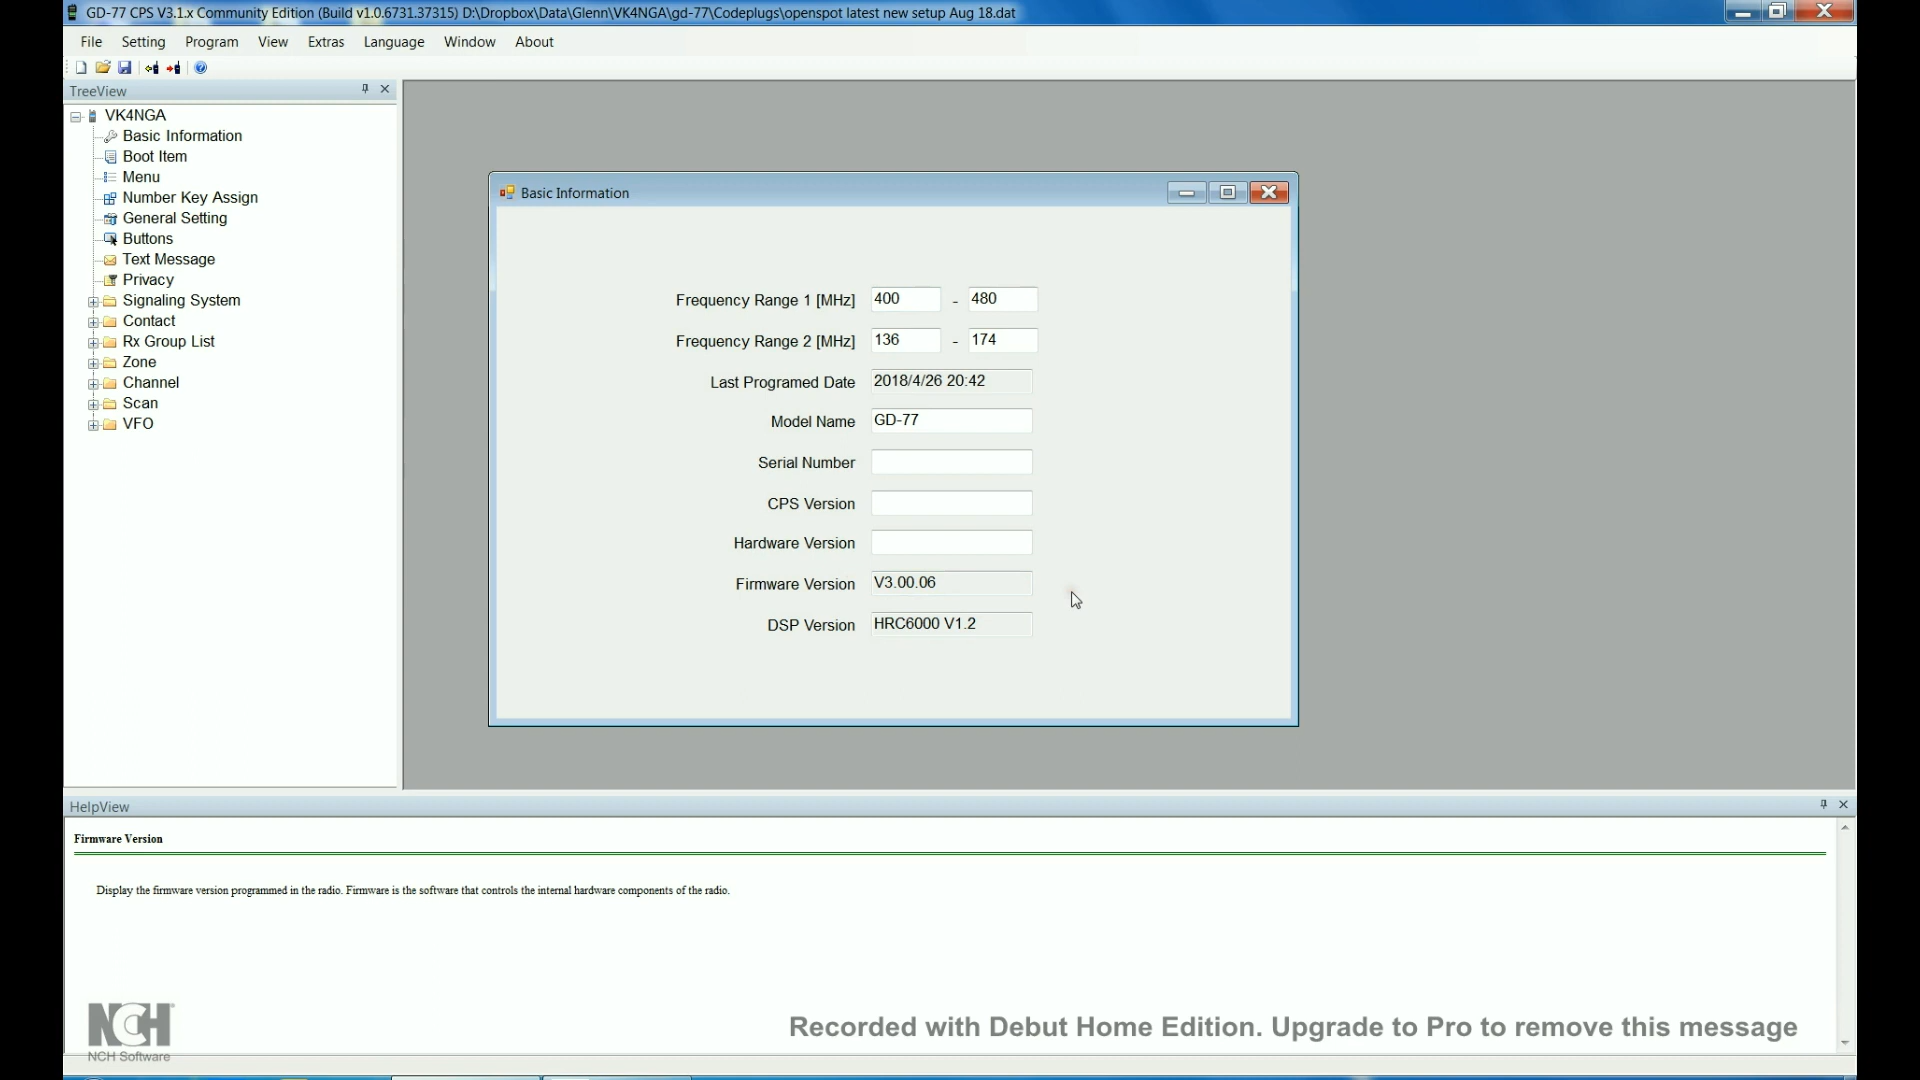 GD-77 CPS V3.1.x Community Edition (Build v1.0.6731.37315) D:\Dropbox\Data\Glenn\VK4NGA\gd-77\Codeplugs\openspot latest new setup Aug 18.dat
File Setting Program View Extras Language Window About
TreeView
VK4NGA
Basic Information
Boot Item
Menu
Number Key Assign
General Setting
Buttons
Text Message
Privacy
Signaling System
Contact
Rx Group List
Zone
Channel
Scan
VFO
Basic Information
Frequency Range 1 [MHz] 400 - 480
Frequency Range 2 [MHz] 136 - 174
Last Programed Date 2018/4/26 20:42
Model Name GD-77
Serial Number
CPS Version
Hardware Version
Firmware Version V3.00.06
DSP Version HRC6000 V1.2
HelpView
Firmware Version
Display the firmware version programmed in the radio. Firmware is the software that controls the internal hardware components of the radio.
NCH
NCH Software
Recorded with Debut Home Edition. Upgrade to Pro to remove this message